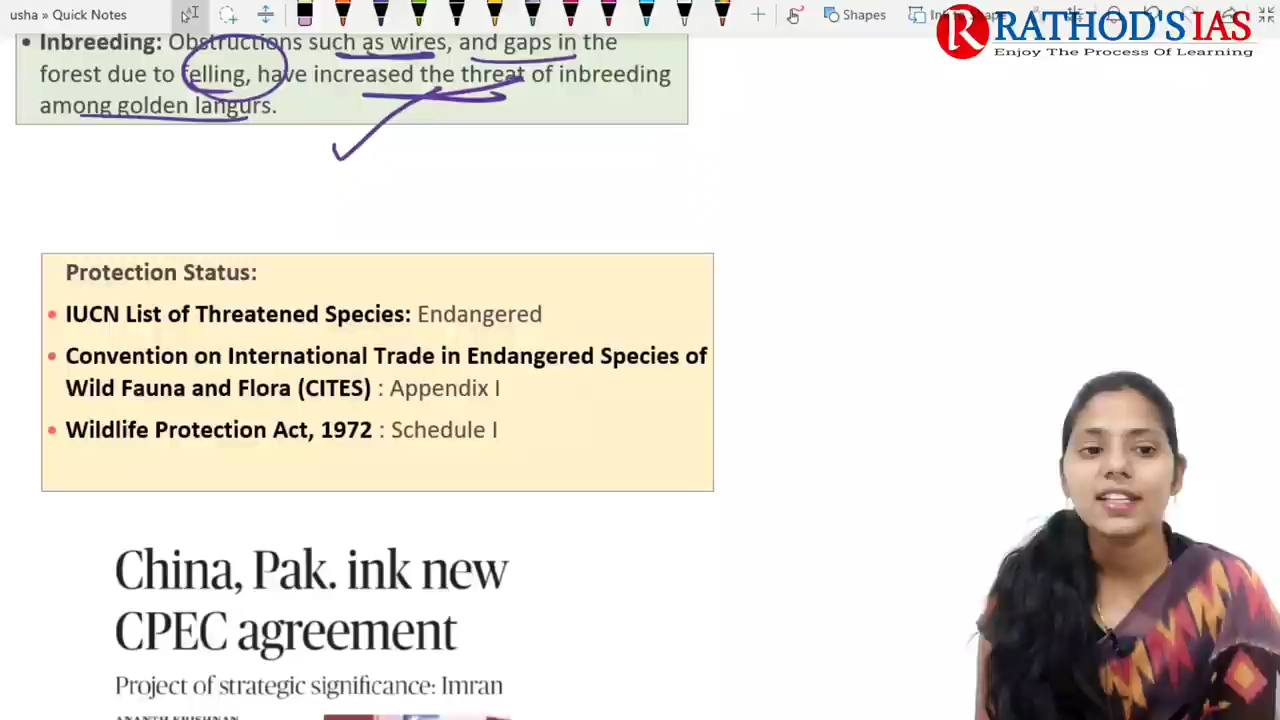 usha » Quick Notes
Shapes
RATHOD'S IAS
Enjoy The Process Of Learning
• Inbreeding: Obstructions such as wires, and gaps in the
forest due to felling, have increased the threat of inbreeding
among golden langurs.
Protection Status:
• IUCN List of Threatened Species: Endangered
• Convention on International Trade in Endangered Species of
Wild Fauna and Flora (CITES) : Appendix I
• Wildlife Protection Act, 1972 : Schedule I
China, Pak. ink new
CPEC agreement
Project of strategic significance: Imran
ANANTH KRISHNAN